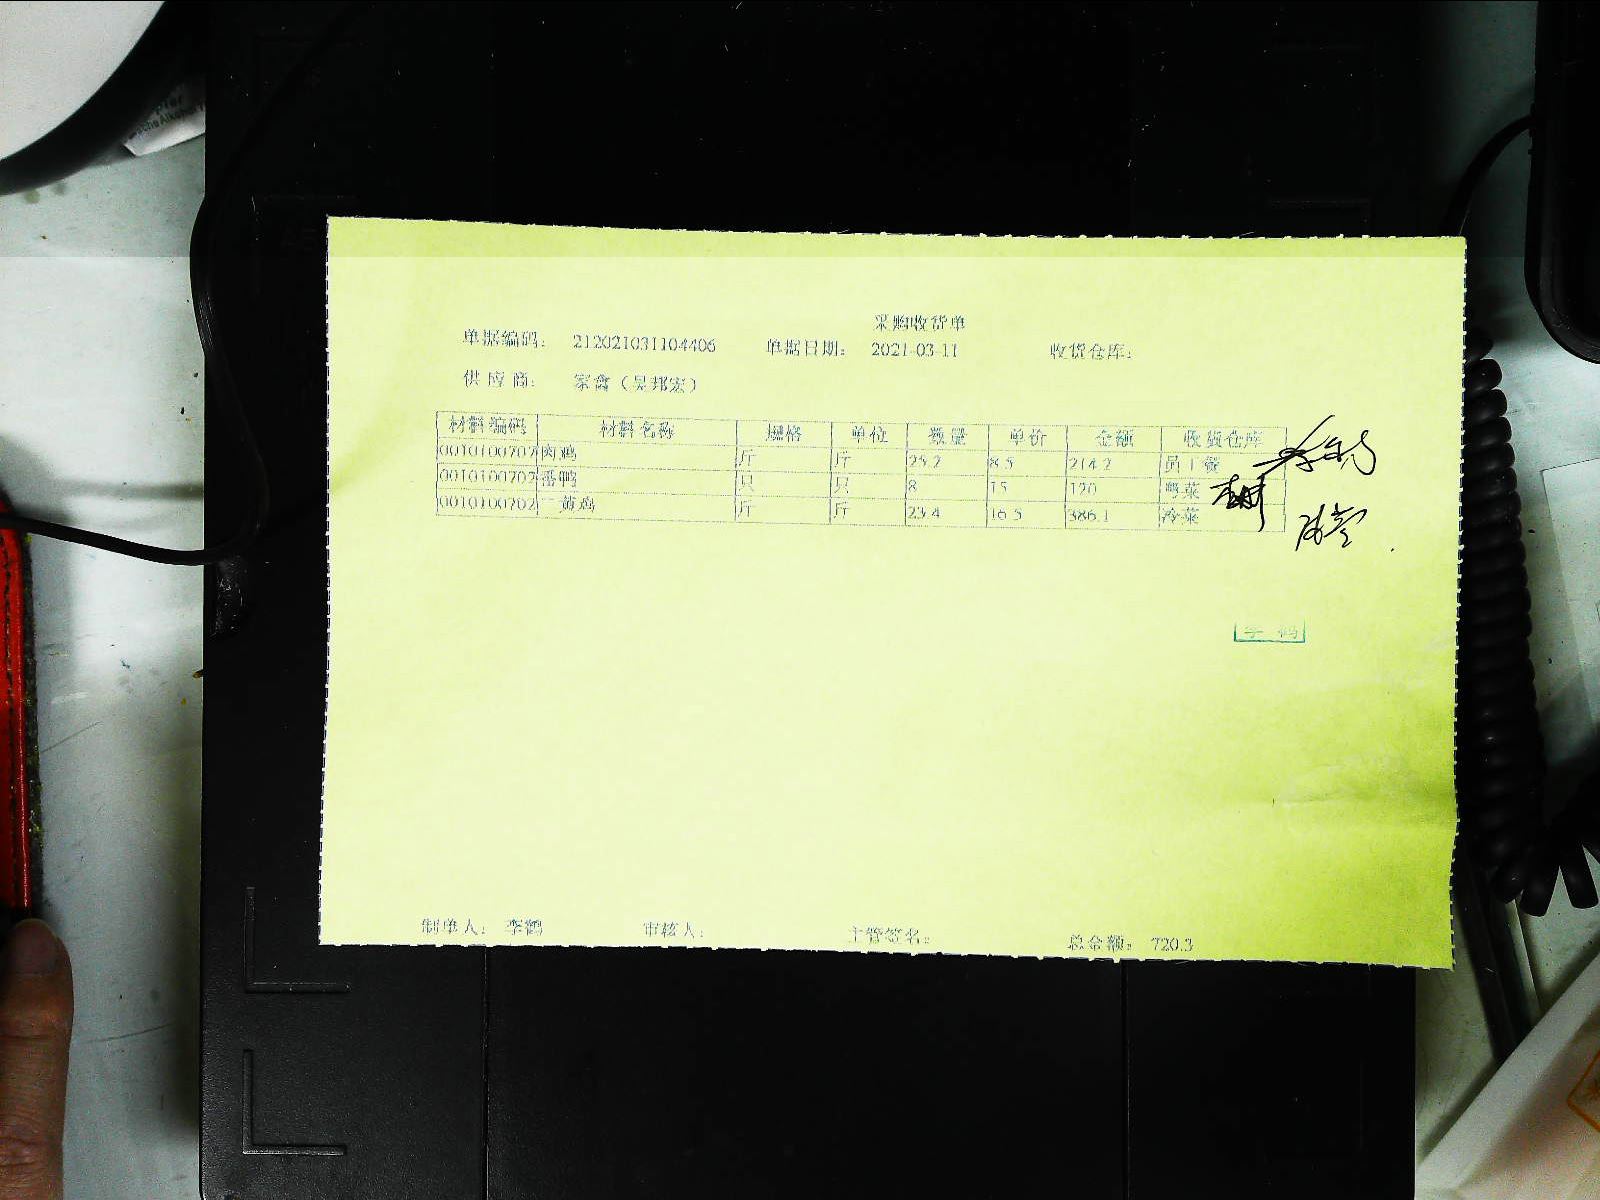 采购收货单
单据编码： 212021031104406 单据日期： 2021-03-11 收货仓库：
供 应 商： 家禽（吴邦宏）
材料编码 材料名称 规格 单位 数量 单价 金额 收货仓库
0010100707 肉鸡 斤 斤 25.2 8.5 214.2 员工餐
0010100702 番鸭 只 只 8 15 120 粤菜
0010100702 二黄鸡 斤 斤 23.4 16.5 386.1 冷菜
制单人： 李鹤 审核人： 主管签名： 总金额： 720.3